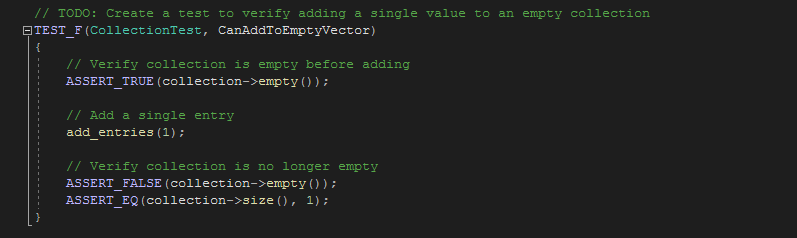 // TODO: Create a test to verify adding a single value to an empty collection
TEST_F(CollectionTest, CanAddToEmptyVector)
{
// Verify collection is empty before adding
ASSERT_TRUE(collection->empty());
// Add a single entry
add_entries(1);
// Verify collection is no longer empty
ASSERT_FALSE(collection->empty());
ASSERT_EQ(collection->size(), 1);
}